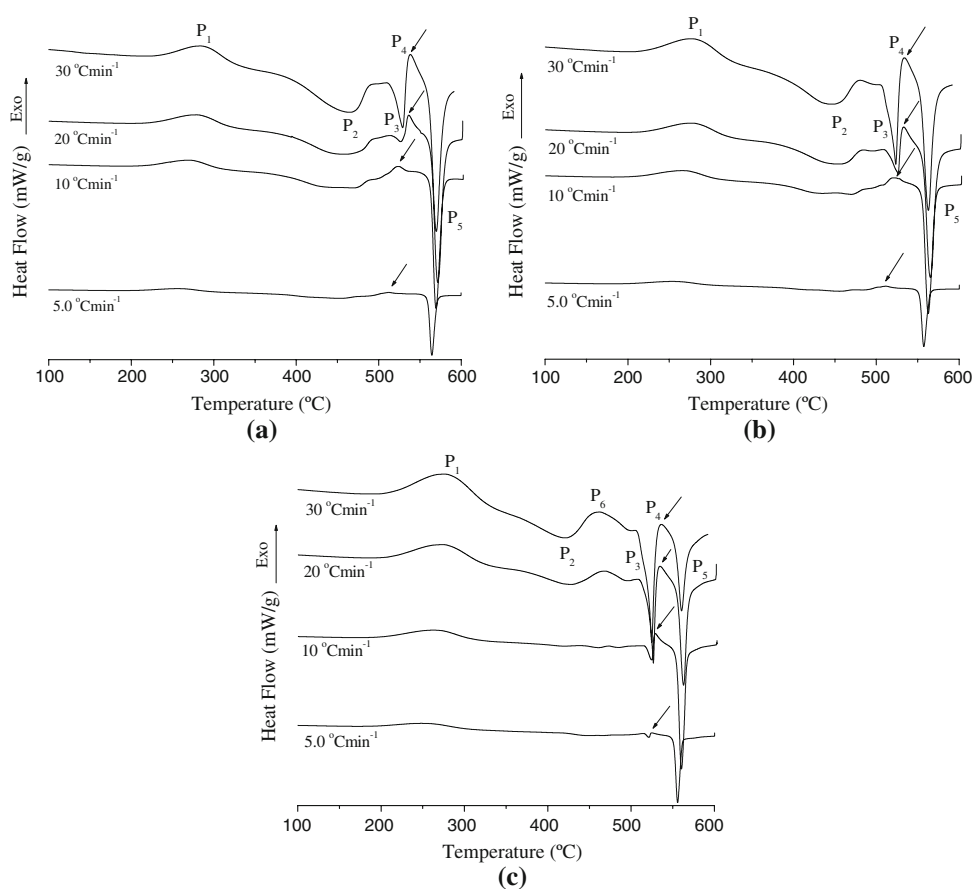 P₁
P₄
30 °Cmin⁻¹
P₂
P₃
20 °Cmin⁻¹
10 °Cmin⁻¹
P₅
5.0 °Cmin⁻¹
Heat Flow (mW/g)
Exo
100 200 300 400 500 600
Temperature (ºC)
(a)
P₁
P₄
30 °Cmin⁻¹
P₂
P₃
20 °Cmin⁻¹
10 °Cmin⁻¹
P₅
5.0 °Cmin⁻¹
Heat Flow (mW/g)
Exo
100 200 300 400 500 600
Temperature (ºC)
(b)
P₁
P₆
P₄
30 °Cmin⁻¹
P₂
P₃
P₅
20 °Cmin⁻¹
10 °Cmin⁻¹
5.0 °Cmin⁻¹
Heat Flow (mW/g)
Exo
100 200 300 400 500 600
Temperature (ºC)
(c)